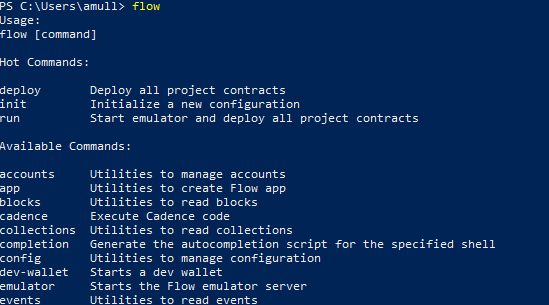 PS C:\Users\amull> flow
Usage:
flow [command]
Hot Commands:
deploy Deploy all project contracts
init Initialize a new configuration
run Start emulator and deploy all project contracts
Available Commands:
accounts Utilities to manage accounts
app Utilities to create Flow app
blocks Utilities to read blocks
cadence Execute Cadence code
collections Utilities to read collections
completion Generate the autocompletion script for the specified shell
config Utilities to manage configuration
dev-wallet Starts a dev wallet
emulator Starts the Flow emulator server
events Utilities to read events